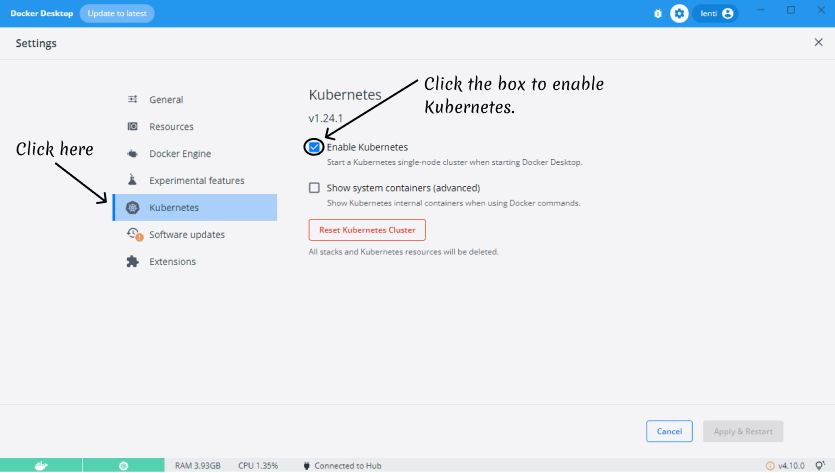 Docker Desktop
Update to latest
lenti
Settings
General
Resources
Docker Engine
Experimental features
Kubernetes
Software updates
Extensions
Click here
Kubernetes
v1.24.1
Click the box to enable
Kubernetes.
Enable Kubernetes
Start a Kubernetes single-node cluster when starting Docker Desktop.
Show system containers (advanced)
Show Kubernetes internal containers when using Docker commands.
Reset Kubernetes Cluster
All stacks and Kubernetes resources will be deleted.
Cancel
Apply & Restart
RAM 3.93GB CPU 1.35% Connected to Hub v4.10.0